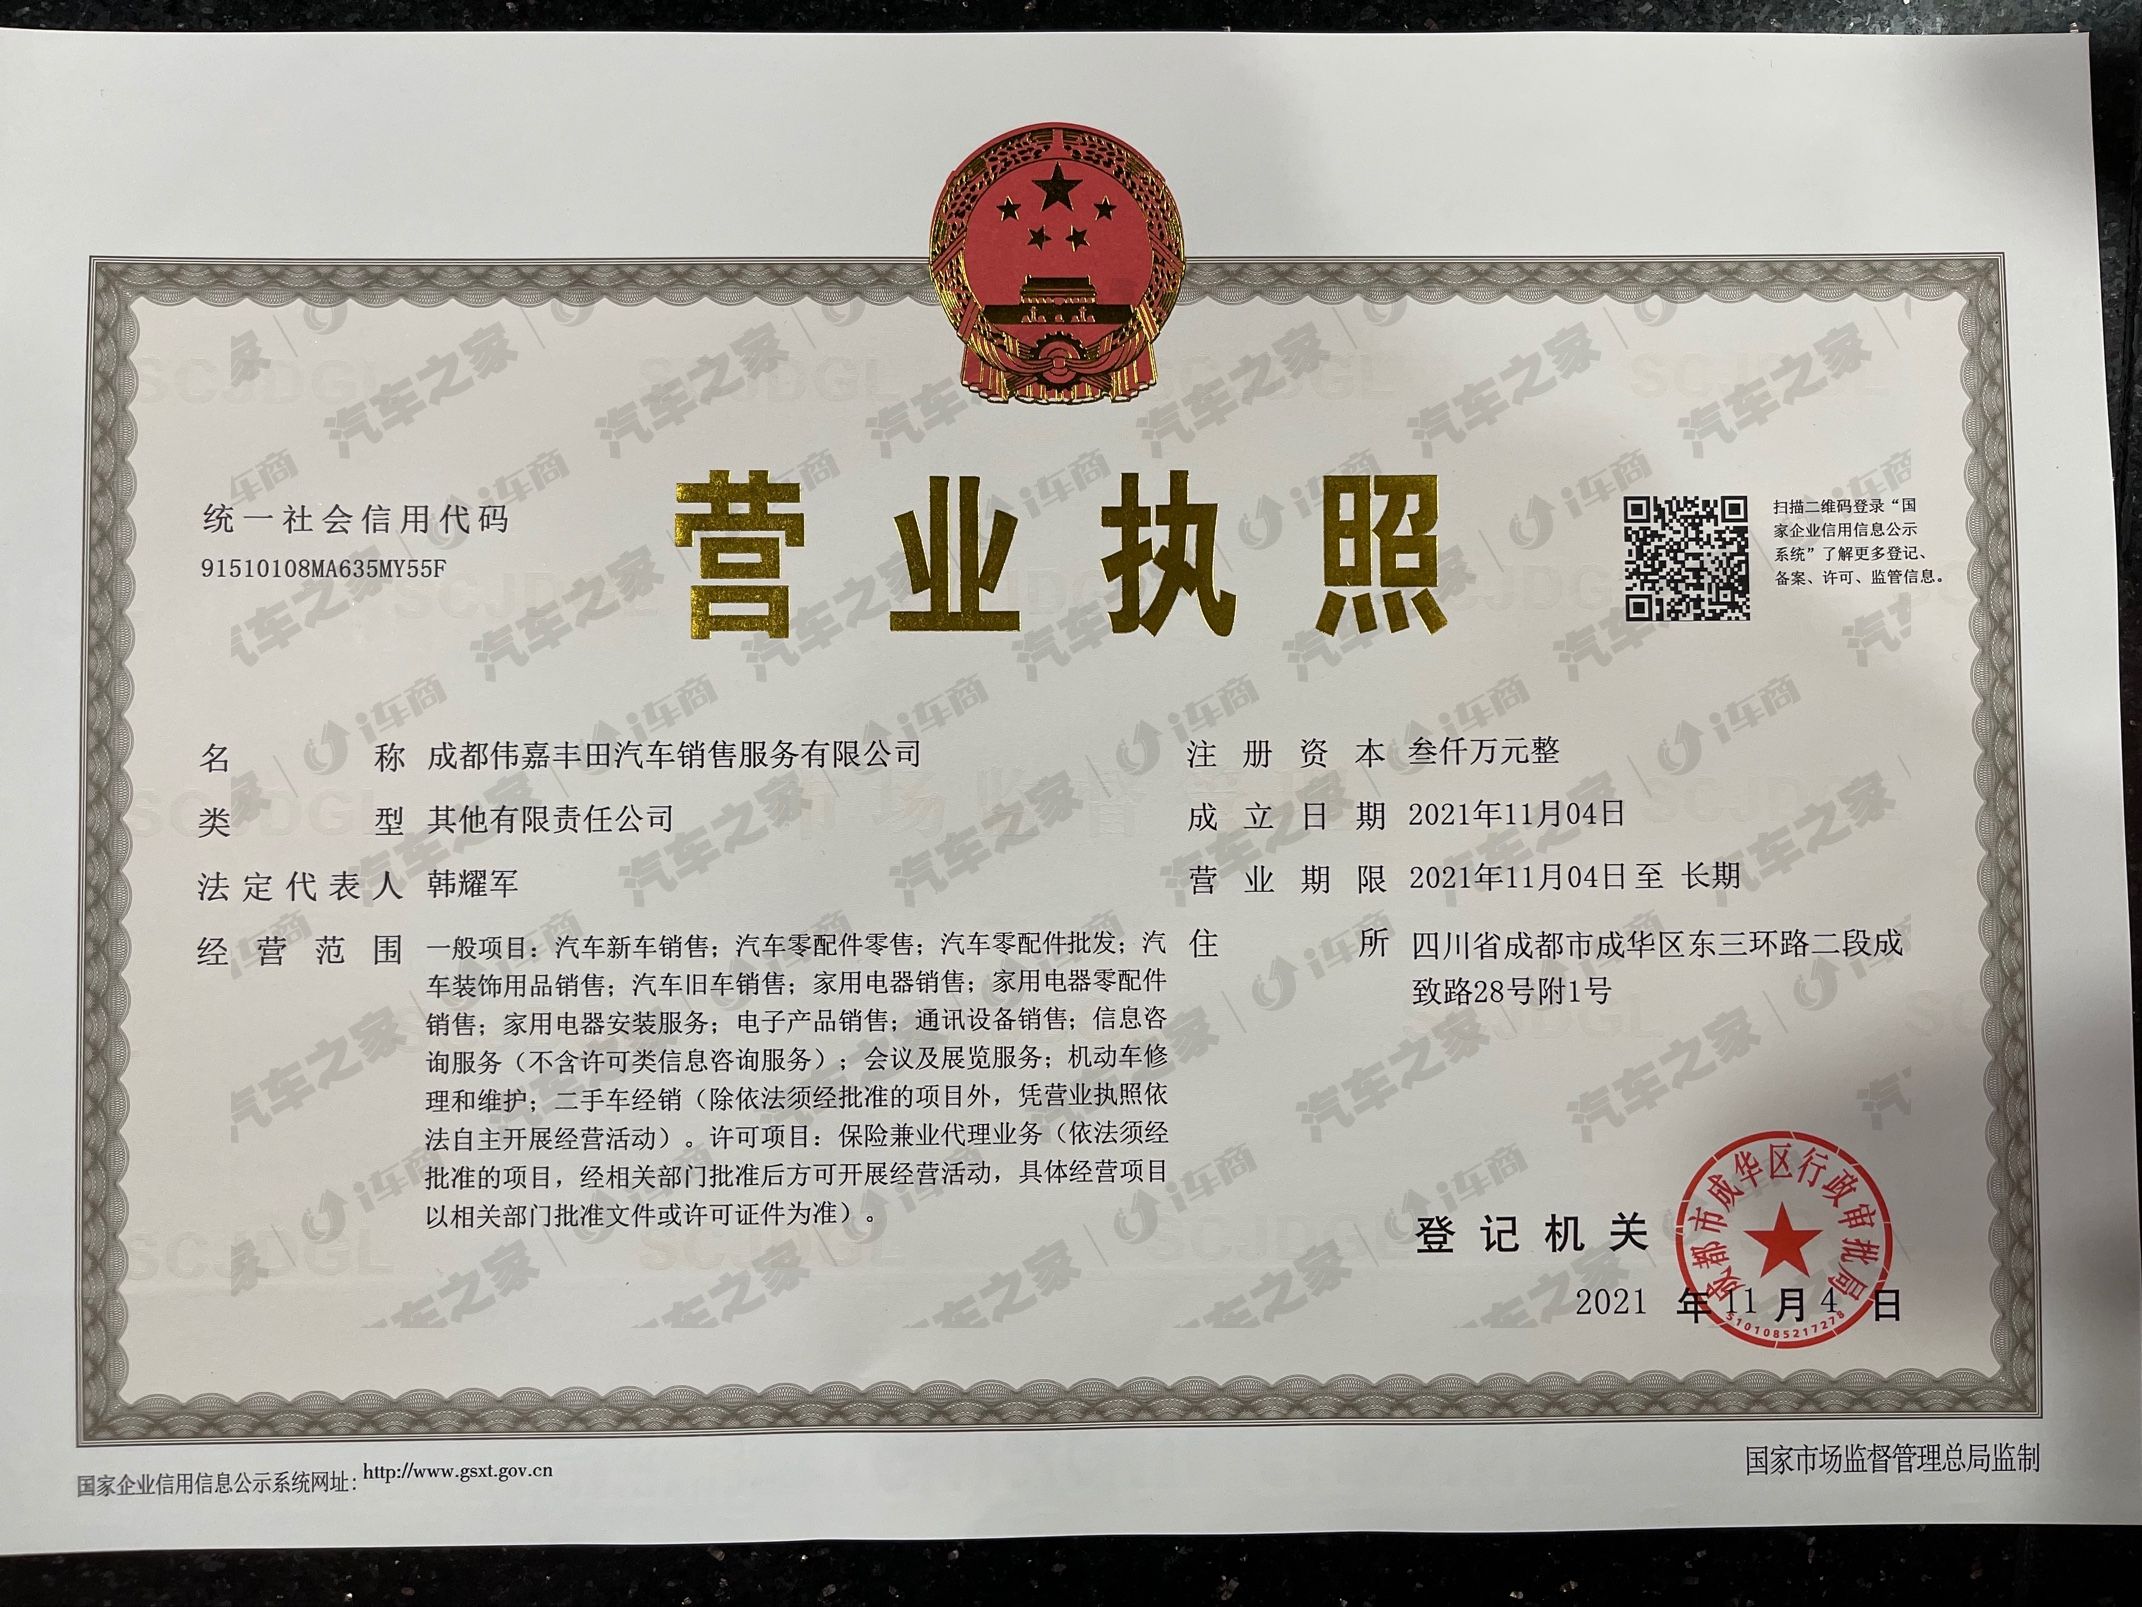 营业执照
统一社会信用代码
91510108MA635MY55F
扫描二维码登录“国
家企业信用信息公示
系统”了解更多登记、
备案、许可、监管信息。
名称 成都伟嘉丰田汽车销售服务有限公司
类型 其他有限责任公司
法定代表人 韩耀军
经营范围 一般项目：汽车新车销售；汽车零配件零售；汽车零配件批发；汽
车装饰用品销售；汽车旧车销售；家用电器销售；家用电器零配件
销售；家用电器安装服务；电子产品销售；通讯设备销售；信息咨
询服务（不含许可类信息咨询服务）；会议及展览服务；机动车修
理和维护；二手车经销（除依法须经批准的项目外，凭营业执照依
法自主开展经营活动）。许可项目：保险兼业代理业务（依法须经
批准的项目，经相关部门批准后方可开展经营活动，具体经营项目
以相关部门批准文件或许可证件为准）。
注册资本 叁仟万元整
成立日期 2021年11月04日
营业期限 2021年11月04日至 长期
住所 四川省成都市成华区东三环路二段成
致路28号附1号
登记机关
成都市成华区行政审批局
5101085217278
2021 年 11 月 4 日
国家企业信用信息公示系统网址：http://www.gsxt.gov.cn
国家市场监督管理总局监制
汽车之家
i车商
SCJDGL